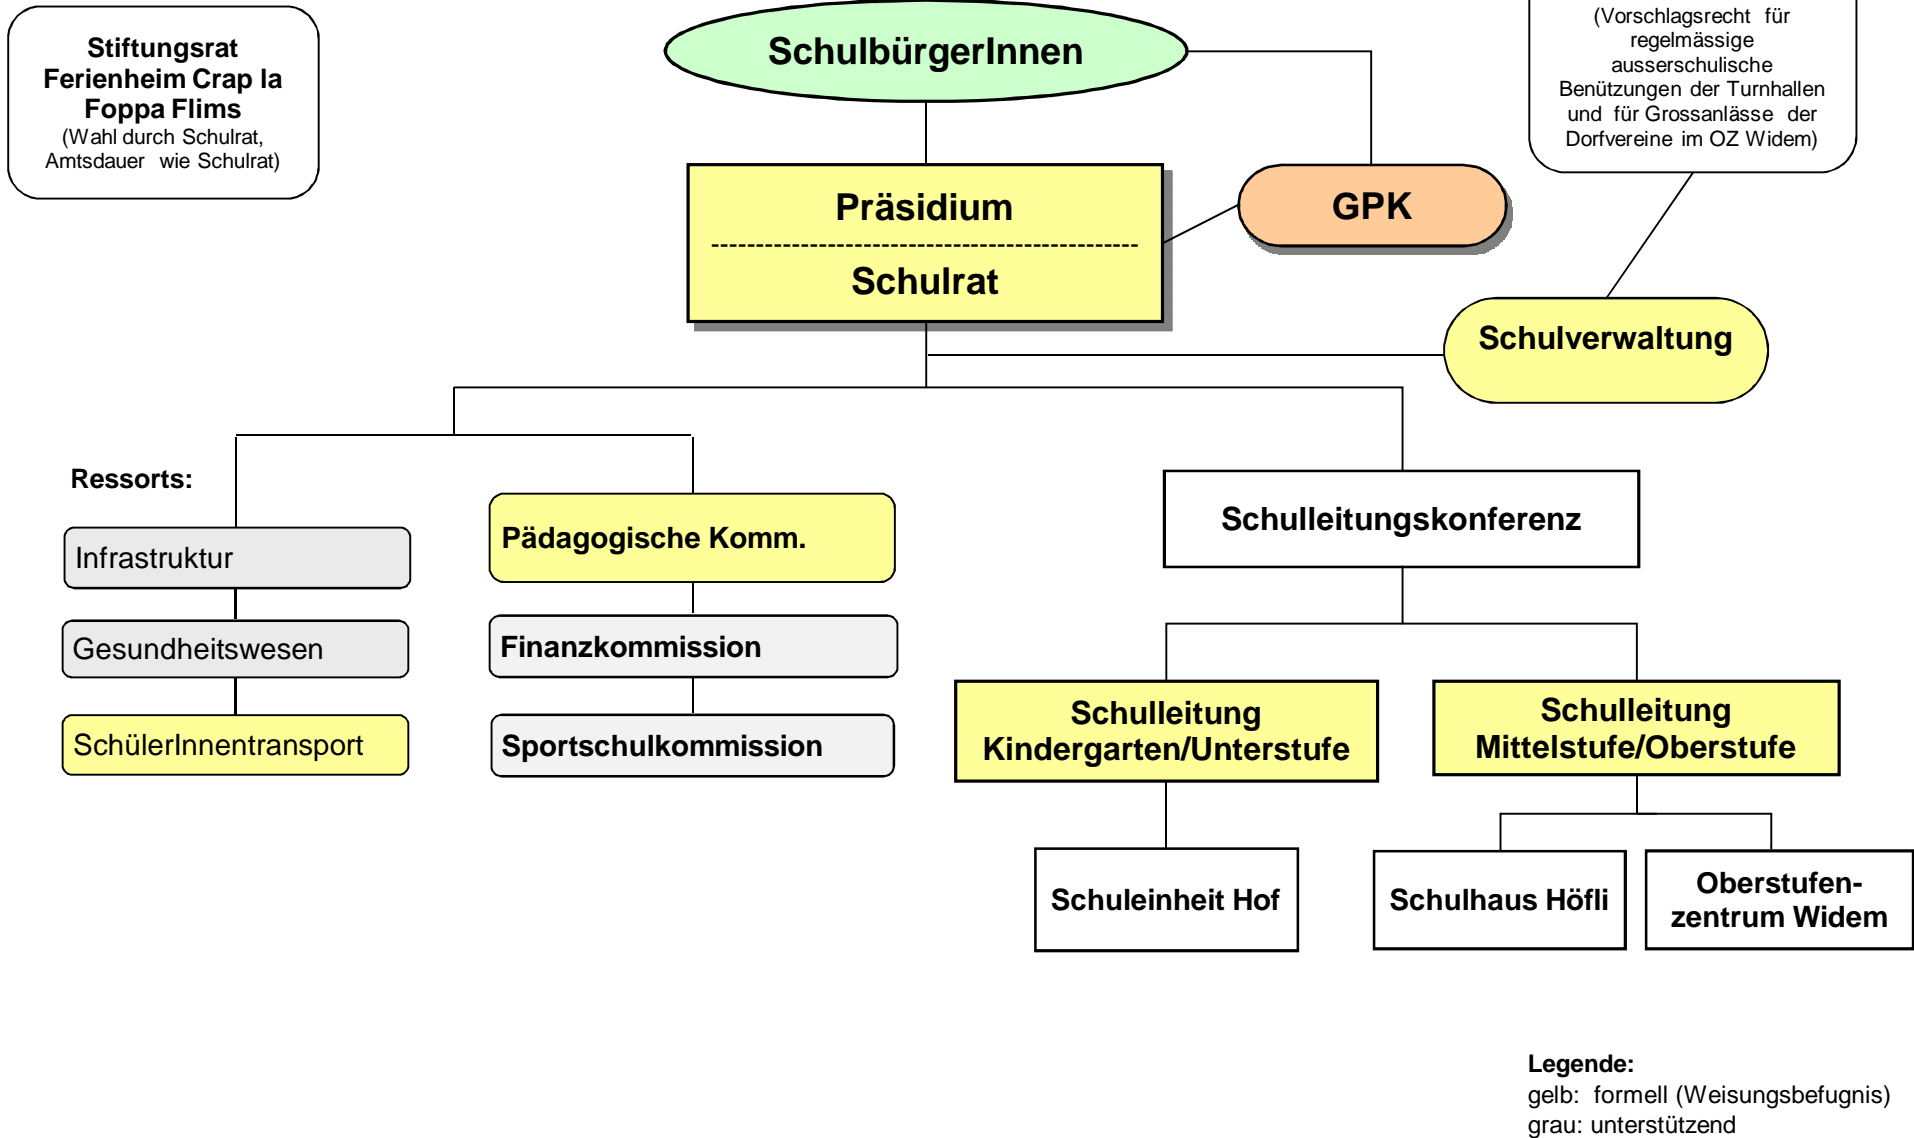 Stiftungsrat
Ferienheim Crap la
Foppa Flims
(Wahl durch Schulrat,
Amtsdauer wie Schulrat)
SchulbürgerInnen
(Vorschlagsrecht für
regelmässige
ausserschulische
Benützungen der Turnhallen
und für Grossanlässe der
Dorfvereine im OZ Widem)
Präsidium
-----------------------------------------------
Schulrat
GPK
Schulverwaltung
Ressorts:
Infrastruktur
Gesundheitswesen
SchülerInnentransport
Pädagogische Komm.
Finanzkommission
Sportschulkommission
Schulleitungskonferenz
Schulleitung
Kindergarten/Unterstufe
Schulleitung
Mittelstufe/Oberstufe
Schuleinheit Hof
Schulhaus Höfli
Oberstufen-
zentrum Widem
Legende:
gelb: formell (Weisungsbefugnis)
grau: unterstützend